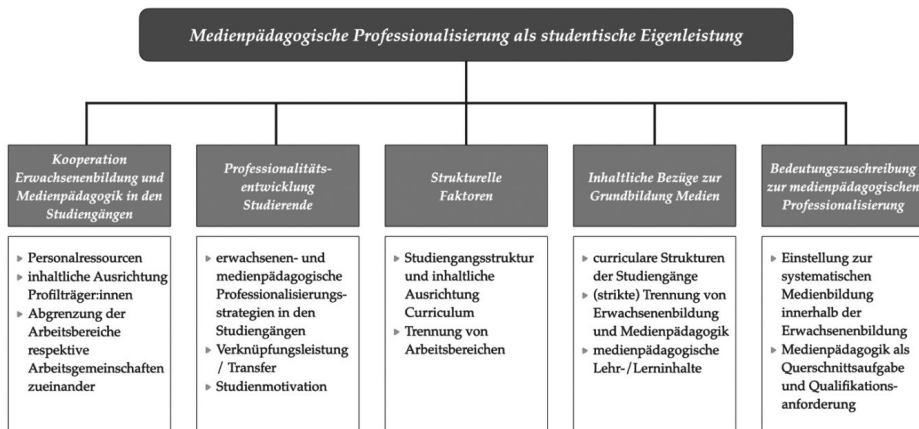 Medienpädagogische Professionalisierung als studentische Eigenleistung
Kooperation
Erwachsenenbildung und
Medienpädagogik in den
Studiengängen
▶ Personalressourcen
▶ inhaltliche Ausrichtung
Profilträger:innen
▶ Abgrenzung der
Arbeitsbereiche
respektive
Arbeitsgemeinschaften
zueinander
Professionalitäts-
entwicklung
Studierende
▶ erwachsenen- und
medienpädagogische
Professionalisierungs-
strategien in den
Studiengängen
▶ Verknüpfungsleistung
/ Transfer
▶ Studienmotivation
Strukturelle
Faktoren
▶ Studiengangsstruktur
und inhaltliche
Ausrichtung
Curriculum
▶ Trennung von
Arbeitsbereichen
Inhaltliche Bezüge zur
Grundbildung Medien
▶ curriculare Strukturen
der Studiengänge
▶ (strikte) Trennung von
Erwachsenenbildung
und Medienpädagogik
▶ medienpädagogische
Lehr-/Lerninhalte
Bedeutungszuschreibung
zur medienpädagogischen
Professionalisierung
▶ Einstellung zur
systematischen
Medienbildung
innerhalb der
Erwachsenenbildung
▶ Medienpädagogik als
Querschnittsaufgabe
und Qualifikations-
anforderung